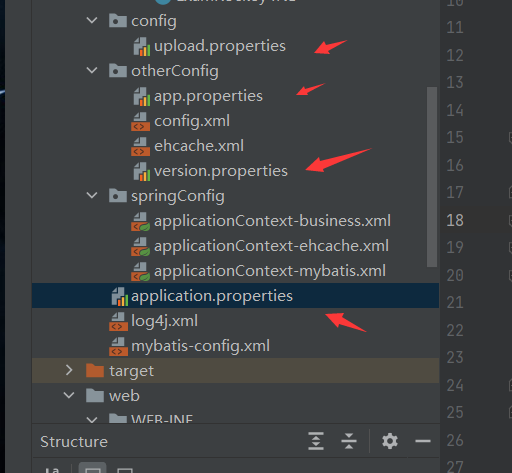 10
config
11
upload.properties
12
otherConfig
13
app.properties
14
config.xml
15
ehcache.xml
16
version.properties
17
springConfig
18
applicationContext-business.xml
19
applicationContext-ehcache.xml
20
applicationContext-mybatis.xml
21
application.properties
22
log4j.xml
23
mybatis-config.xml
24
target
25
web
WEB-INF
26
Structure
27